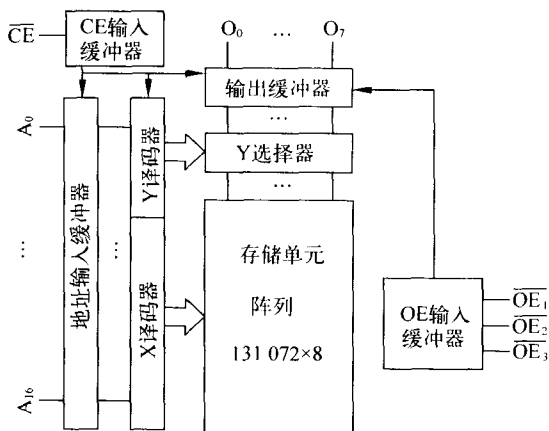 CE
CE输入
缓冲器
O₀ … O₇
输出缓冲器
…
Y选择器
…
A₀
⋮
A₁₆
地址输入缓冲器
…
Y译码器
X译码器
存储单元
阵列
131 072×8
OE输入
缓冲器
OE₁
OE₂
OE₃